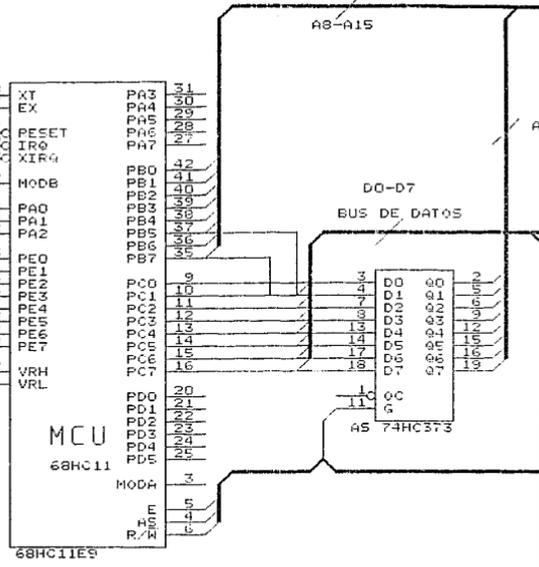 A8-A15
XT PA3 31
EX PA4 30
PA5 29
RESET PA6 28
IRQ PA7 27
XIRQ
PB0 42
MODB PB1 41
PB2 40
PA0 PB3 39
PA1 PB4 38
PA2 PB5 37
PB6 36
PE0 PB7 35
PE1
PE2 PC0 9
PE3 PC1 10
PE4 PC2 11
PE5 PC3 12
PE6 PC4 13
PE7 PC5 14
PC6 15
VRH PC7 16
VRL
PD0 20
PD1 21
PD2 22
PD3 23
PD4 24
PD5 25
MCU
68HC11
MODA 3
E 5
AS 4
R/W 6
68HC11E9
D0-D7
BUS DE DATOS
3 D0 Q0 2
4 D1 Q1 5
7 D2 Q2 6
8 D3 Q3 9
13 D4 Q4 12
14 D5 Q5 15
17 D6 Q6 16
18 D7 Q7 19
1 OC
11 G
AS 74HC373
A